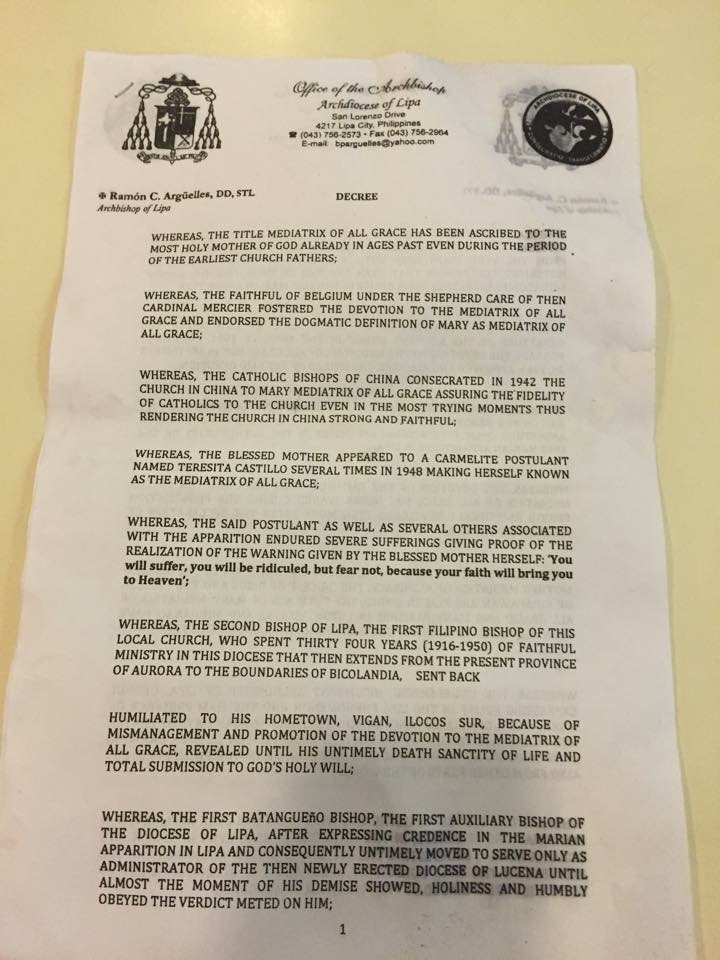 Office of the Archbishop
Archdiocese of Lipa
San Lorenzo Drive
4217 Lipa City, Philippines
☎ (043) 756-2573 • Fax (043) 756-2964
E-mail: bparguelles@yahoo.com
ARCHDIOCESE OF LIPA
✠ Ramón C. Argüelles, DD, STL
Archbishop of Lipa
DECREE
WHEREAS, THE TITLE MEDIATRIX OF ALL GRACE HAS BEEN ASCRIBED TO THE
MOST HOLY MOTHER OF GOD ALREADY IN AGES PAST EVEN DURING THE PERIOD
OF THE EARLIEST CHURCH FATHERS;
WHEREAS, THE FAITHFUL OF BELGIUM UNDER THE SHEPHERD CARE OF THEN
CARDINAL MERCIER FOSTERED THE DEVOTION TO THE MEDIATRIX OF ALL
GRACE AND ENDORSED THE DOGMATIC DEFINITION OF MARY AS MEDIATRIX OF
ALL GRACE;
WHEREAS, THE CATHOLIC BISHOPS OF CHINA CONSECRATED IN 1942 THE
CHURCH IN CHINA TO MARY MEDIATRIX OF ALL GRACE ASSURING THE FIDELITY
OF CATHOLICS TO THE CHURCH EVEN IN THE MOST TRYING MOMENTS THUS
RENDERING THE CHURCH IN CHINA STRONG AND FAITHFUL;
WHEREAS, THE BLESSED MOTHER APPEARED TO A CARMELITE POSTULANT
NAMED TERESITA CASTILLO SEVERAL TIMES IN 1948 MAKING HERSELF KNOWN
AS THE MEDIATRIX OF ALL GRACE;
WHEREAS, THE SAID POSTULANT AS WELL AS SEVERAL OTHERS ASSOCIATED
WITH THE APPARITION ENDURED SEVERE SUFFERINGS GIVING PROOF OF THE
REALIZATION OF THE WARNING GIVEN BY THE BLESSED MOTHER HERSELF: 'You
will suffer, you will be ridiculed, but fear not, because your faith will bring you
to Heaven';
WHEREAS, THE SECOND BISHOP OF LIPA, THE FIRST FILIPINO BISHOP OF THIS
LOCAL CHURCH, WHO SPENT THIRTY FOUR YEARS (1916-1950) OF FAITHFUL
MINISTRY IN THIS DIOCESE THAT THEN EXTENDS FROM THE PRESENT PROVINCE
OF AURORA TO THE BOUNDARIES OF BICOLANDIA, SENT BACK
HUMILIATED TO HIS HOMETOWN, VIGAN, ILOCOS SUR, BECAUSE OF
MISMANAGEMENT AND PROMOTION OF THE DEVOTION TO THE MEDIATRIX OF
ALL GRACE, REVEALED UNTIL HIS UNTIMELY DEATH SANCTITY OF LIFE AND
TOTAL SUBMISSION TO GOD'S HOLY WILL;
WHEREAS, THE FIRST BATANGUEñO BISHOP, THE FIRST AUXILIARY BISHOP OF
THE DIOCESE OF LIPA, AFTER EXPRESSING CREDENCE IN THE MARIAN
APPARITION IN LIPA AND CONSEQUENTLY UNTIMELY MOVED TO SERVE ONLY AS
ADMINISTRATOR OF THE THEN NEWLY ERECTED DIOCESE OF LUCENA UNTIL
ALMOST THE MOMENT OF HIS DEMISE SHOWED, HOLINESS AND HUMBLY
OBEYED THE VERDICT METED ON HIM;
1